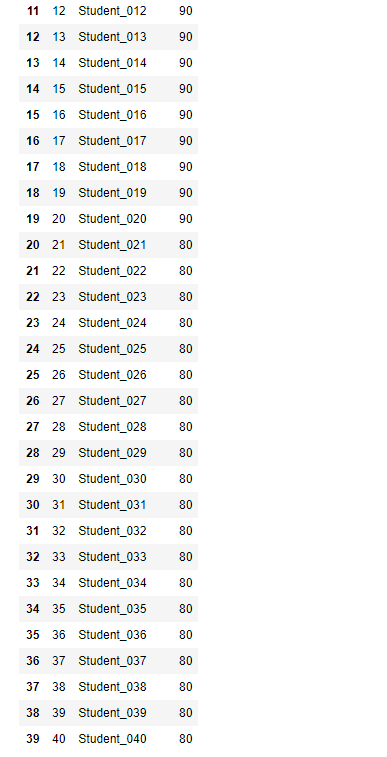 11 12 Student_012 90
12 13 Student_013 90
13 14 Student_014 90
14 15 Student_015 90
15 16 Student_016 90
16 17 Student_017 90
17 18 Student_018 90
18 19 Student_019 90
19 20 Student_020 90
20 21 Student_021 80
21 22 Student_022 80
22 23 Student_023 80
23 24 Student_024 80
24 25 Student_025 80
25 26 Student_026 80
26 27 Student_027 80
27 28 Student_028 80
28 29 Student_029 80
29 30 Student_030 80
30 31 Student_031 80
31 32 Student_032 80
32 33 Student_033 80
33 34 Student_034 80
34 35 Student_035 80
35 36 Student_036 80
36 37 Student_037 80
37 38 Student_038 80
38 39 Student_039 80
39 40 Student_040 80